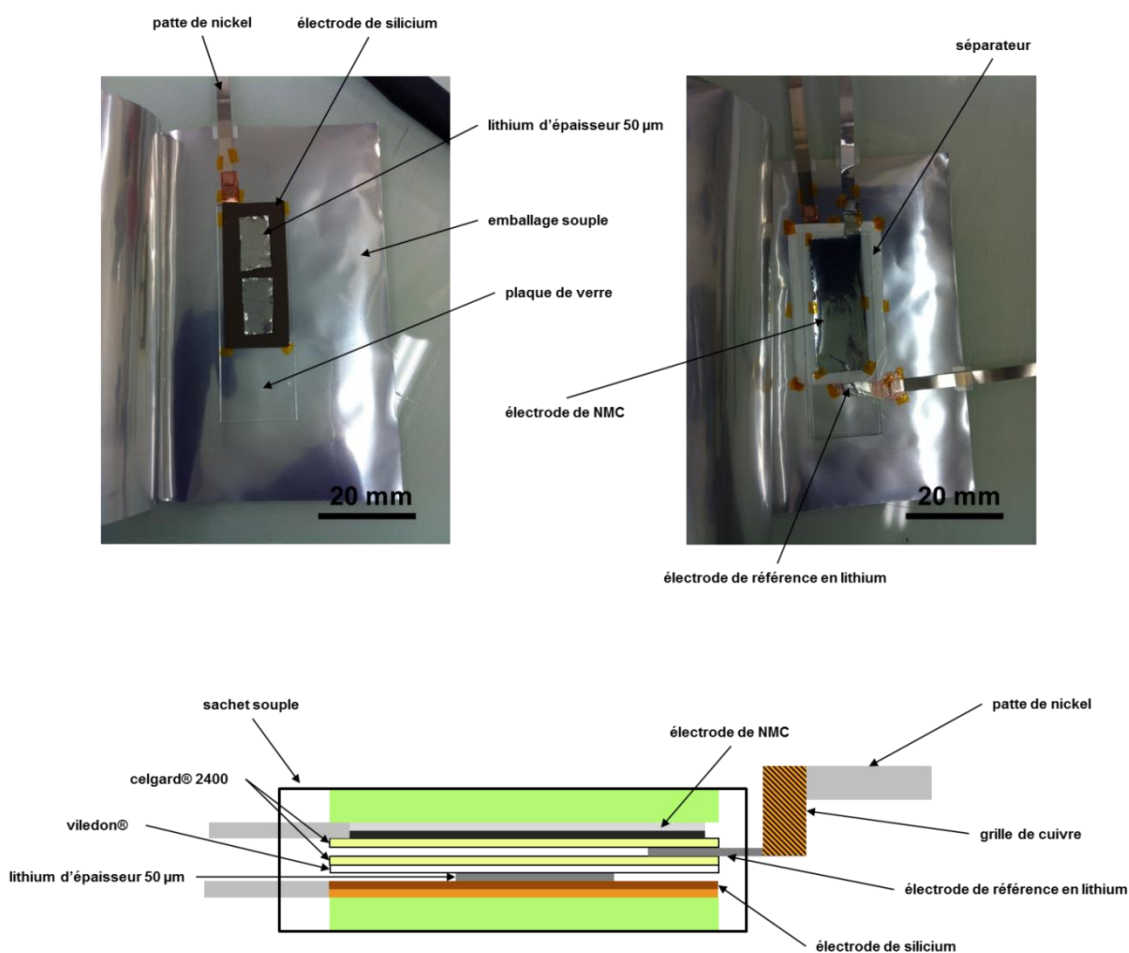 patte de nickel
électrode de silicium
séparateur
lithium d'épaisseur 50 µm
emballage souple
plaque de verre
électrode de NMC
20 mm
20 mm
électrode de référence en lithium
sachet souple
patte de nickel
électrode de NMC
celgard® 2400
viledon®
grille de cuivre
lithium d'épaisseur 50 µm
électrode de référence en lithium
électrode de silicium